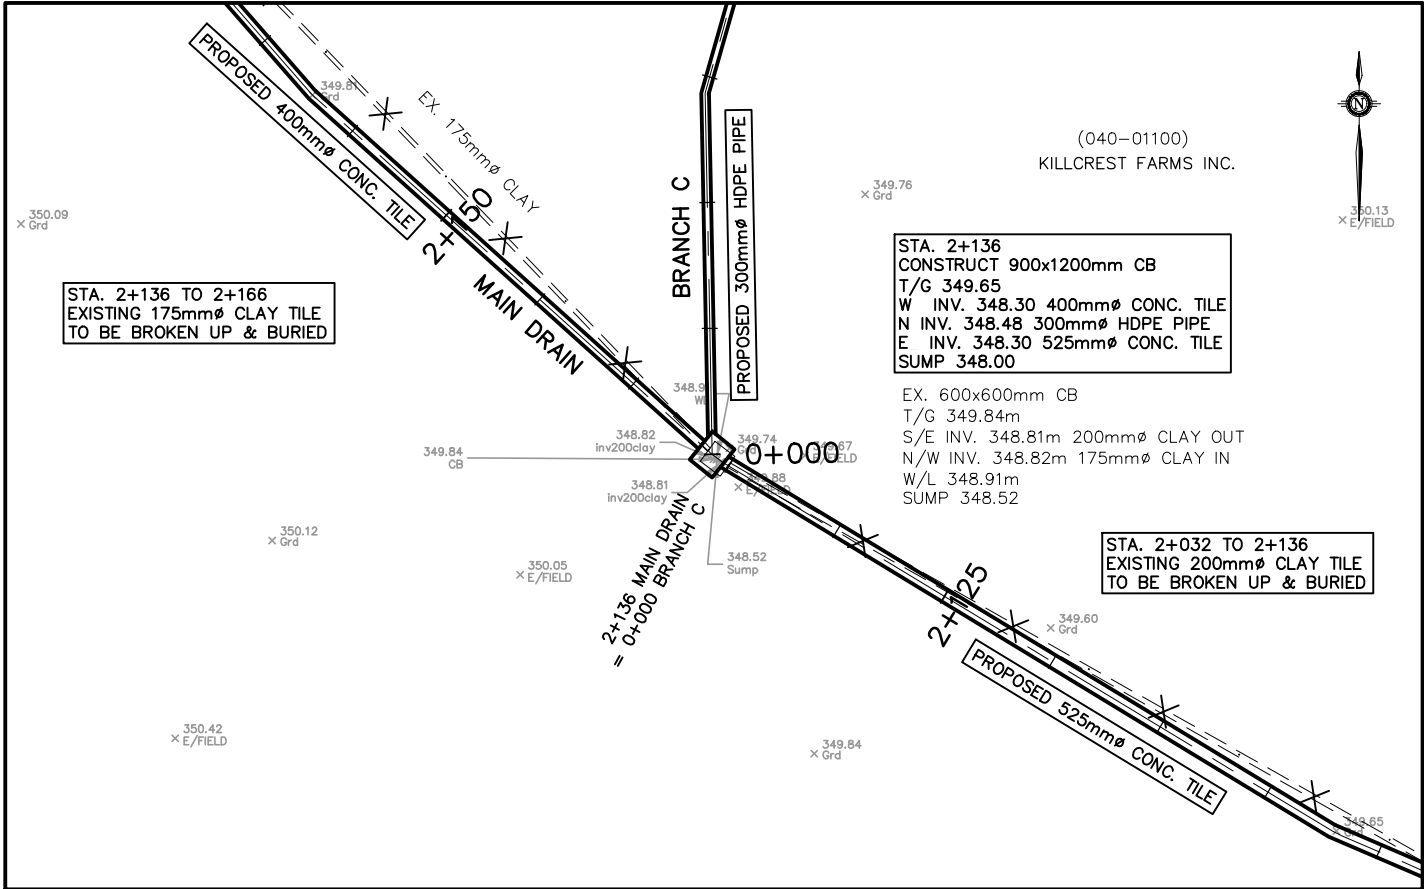 PROPOSED 400mmø CONC. TILE
349.81
Grd
EX. 175mmø CLAY
2+150
MAIN DRAIN
BRANCH C
PROPOSED 300mmø HDPE PIPE
N
(040-01100)
KILLCREST FARMS INC.
349.76
Grd
350.13
E/FIELD
350.09
Grd
STA. 2+136
CONSTRUCT 900x1200mm CB
T/G 349.65
W INV. 348.30 400mmø CONC. TILE
N INV. 348.48 300mmø HDPE PIPE
E INV. 348.30 525mmø CONC. TILE
SUMP 348.00
STA. 2+136 TO 2+166
EXISTING 175mmø CLAY TILE
TO BE BROKEN UP & BURIED
EX. 600x600mm CB
T/G 349.84m
S/E INV. 348.81m 200mmø CLAY OUT
N/W INV. 348.82m 175mmø CLAY IN
W/L 348.91m
SUMP 348.52
348.82
inv200clay
349.84
CB
349.74
0+000
E/FIELD
348.81
inv200clay
2+136 MAIN DRAIN
= 0+000 BRANCH C
348.52
Sump
350.12
Grd
350.05
E/FIELD
STA. 2+032 TO 2+136
EXISTING 200mmø CLAY TILE
TO BE BROKEN UP & BURIED
2+125
349.60
Grd
PROPOSED 525mmø CONC. TILE
350.42
E/FIELD
349.84
Grd
349.65
Grd